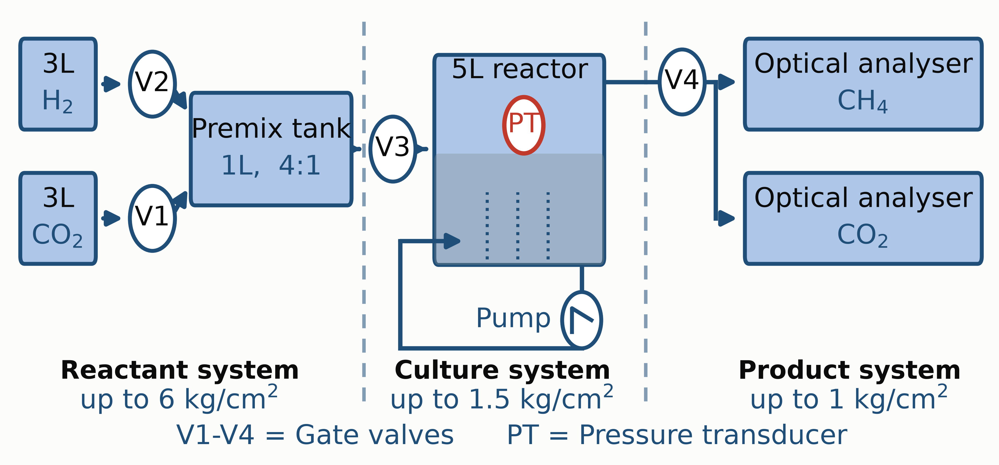 3L
H₂
V2
3L
CO₂
V1
Premix tank
1L, 4:1
V3
5L reactor
PT
Pump
V4
Optical analyser
CH₄
Optical analyser
CO₂
Reactant system
up to 6 kg/cm²
Culture system
up to 1.5 kg/cm²
Product system
up to 1 kg/cm²
V1-V4 = Gate valves
PT = Pressure transducer